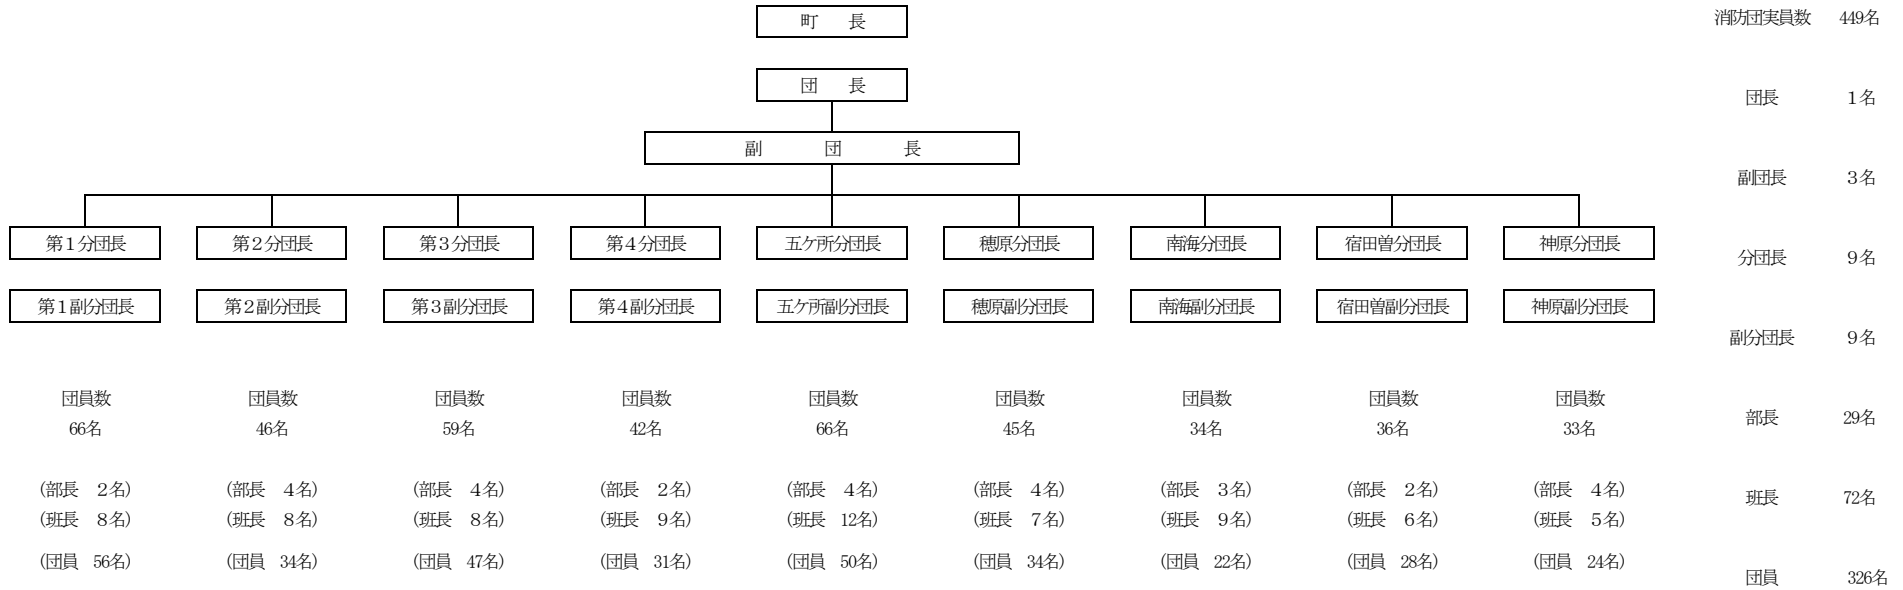 町　長
団　長
副　団　長
第１分団長　第２分団長　第３分団長　第４分団長　五ケ所分団長　穂原分団長　南海分団長　宿田曽分団長　神原分団長
第１副分団長　第２副分団長　第３副分団長　第４副分団長　五ケ所副分団長　穂原副分団長　南海副分団長　宿田曽副分団長　神原副分団長
団員数　団員数　団員数　団員数　団員数　団員数　団員数　団員数　団員数
66名　46名　59名　42名　66名　45名　34名　36名　33名
(部長　２名)　(部長　４名)　(部長　４名)　(部長　２名)　(部長　４名)　(部長　４名)　(部長　３名)　(部長　２名)　(部長　４名)
(班長　８名)　(班長　８名)　(班長　８名)　(班長　９名)　(班長　12名)　(班長　７名)　(班長　９名)　(班長　６名)　(班長　５名)
(団員　56名)　(団員　34名)　(団員　47名)　(団員　31名)　(団員　50名)　(団員　34名)　(団員　22名)　(団員　28名)　(団員　24名)
消防団実員数　449名
団長　１名
副団長　３名
分団長　９名
副分団長　９名
部長　29名
班長　72名
団員　326名